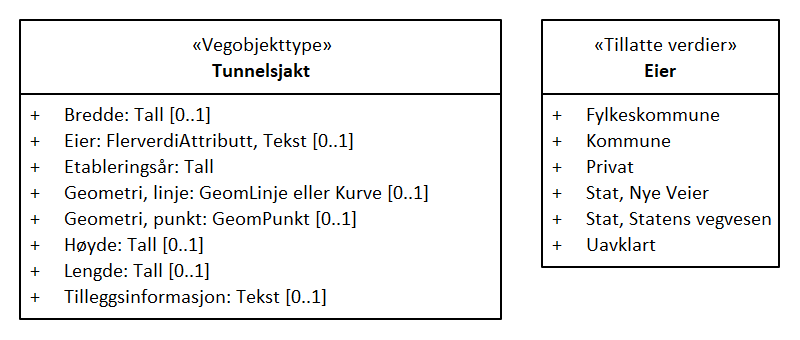 «Vegobjekttype»
Tunnelsjakt
+ Bredde: Tall [0..1]
+ Eier: FlerverdiAttributt, Tekst [0..1]
+ Etableringsår: Tall
+ Geometri, linje: GeomLinje eller Kurve [0..1]
+ Geometri, punkt: GeomPunkt [0..1]
+ Høyde: Tall [0..1]
+ Lengde: Tall [0..1]
+ Tilleggsinformasjon: Tekst [0..1]
«Tillatte verdier»
Eier
+ Fylkeskommune
+ Kommune
+ Privat
+ Stat, Nye Veier
+ Stat, Statens vegvesen
+ Uavklart